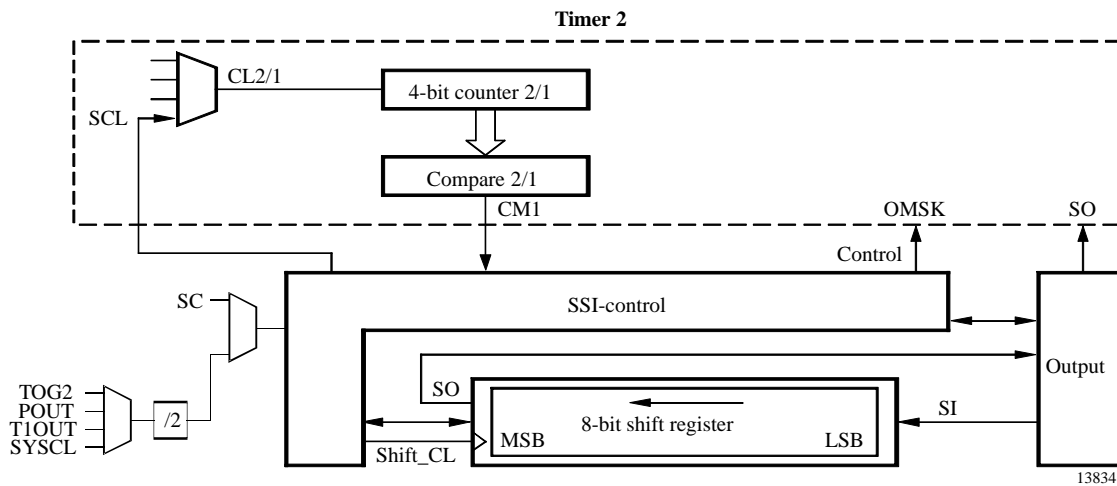 Timer 2
CL2/1
4-bit counter 2/1
SCL
Compare 2/1
CM1
OMSK
SO
Control
SC
SSI-control
TOG2
POUT
T1OUT
SYSCL
/2
Output
SO
8-bit shift register
SI
MSB
LSB
Shift_CL
13834